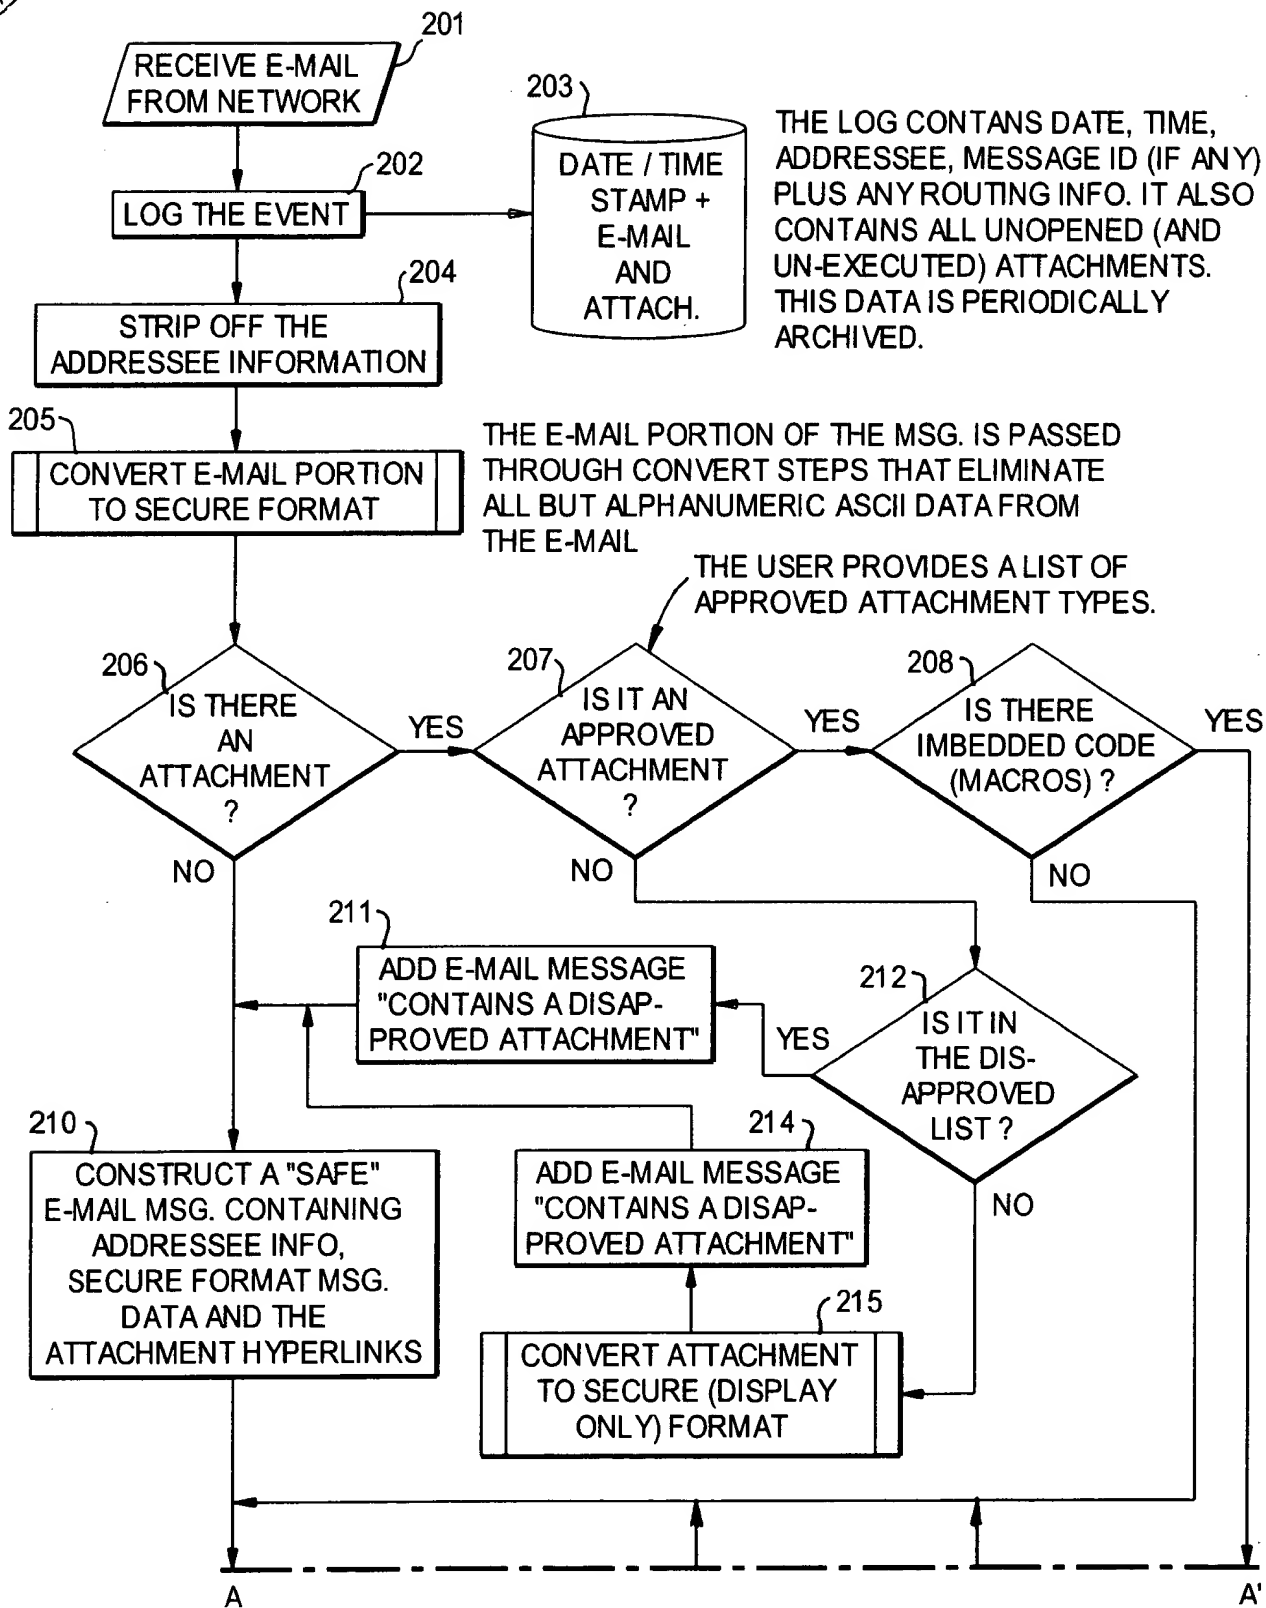 201
RECEIVE E-MAIL
FROM NETWORK
202
LOG THE EVENT
203
DATE / TIME
STAMP +
E-MAIL
AND
ATTACH.
THE LOG CONTANS DATE, TIME,
ADDRESSEE, MESSAGE ID (IF ANY)
PLUS ANY ROUTING INFO. IT ALSO
CONTAINS ALL UNOPENED (AND
UN-EXECUTED) ATTACHMENTS.
THIS DATA IS PERIODICALLY
ARCHIVED.
204
STRIP OFF THE
ADDRESSEE INFORMATION
205
CONVERT E-MAIL PORTION
TO SECURE FORMAT
THE E-MAIL PORTION OF THE MSG. IS PASSED
THROUGH CONVERT STEPS THAT ELIMINATE
ALL BUT ALPHANUMERIC ASCII DATA FROM
THE E-MAIL
THE USER PROVIDES A LIST OF
APPROVED ATTACHMENT TYPES.
206
IS THERE
AN
ATTACHMENT
?
YES
NO
207
IS IT AN
APPROVED
ATTACHMENT
?
YES
NO
208
IS THERE
IMBEDDED CODE
(MACROS) ?
YES
NO
211
ADD E-MAIL MESSAGE
"CONTAINS A DISAP-
PROVED ATTACHMENT"
212
IS IT IN
THE DIS-
APPROVED
LIST ?
YES
NO
210
CONSTRUCT A "SAFE"
E-MAIL MSG. CONTAINING
ADDRESSEE INFO,
SECURE FORMAT MSG.
DATA AND THE
ATTACHMENT HYPERLINKS
214
ADD E-MAIL MESSAGE
"CONTAINS A DISAP-
PROVED ATTACHMENT"
215
CONVERT ATTACHMENT
TO SECURE (DISPLAY
ONLY) FORMAT
A
A'